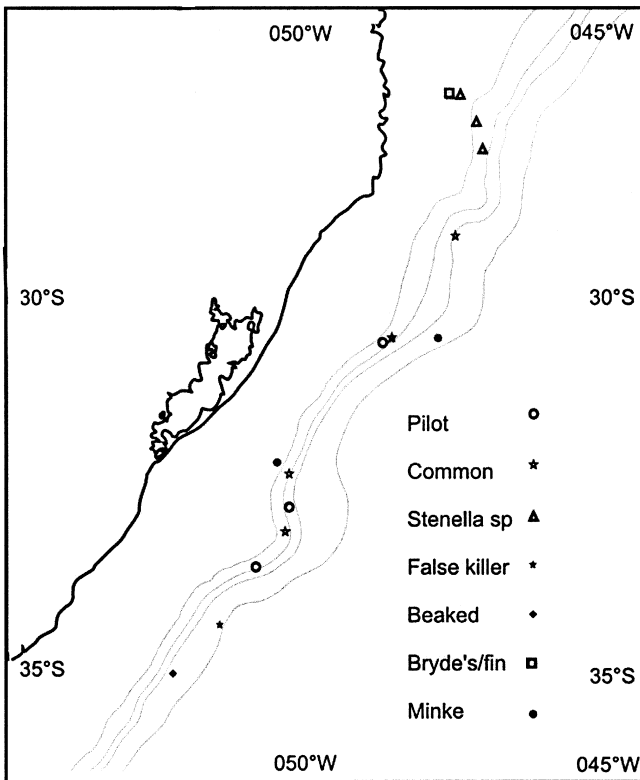 050°W 045°W
30°S 30°S
Pilot
Common
Stenella sp
False killer
Beaked
Bryde's/fin
Minke
35°S 35°S
050°W 045°W